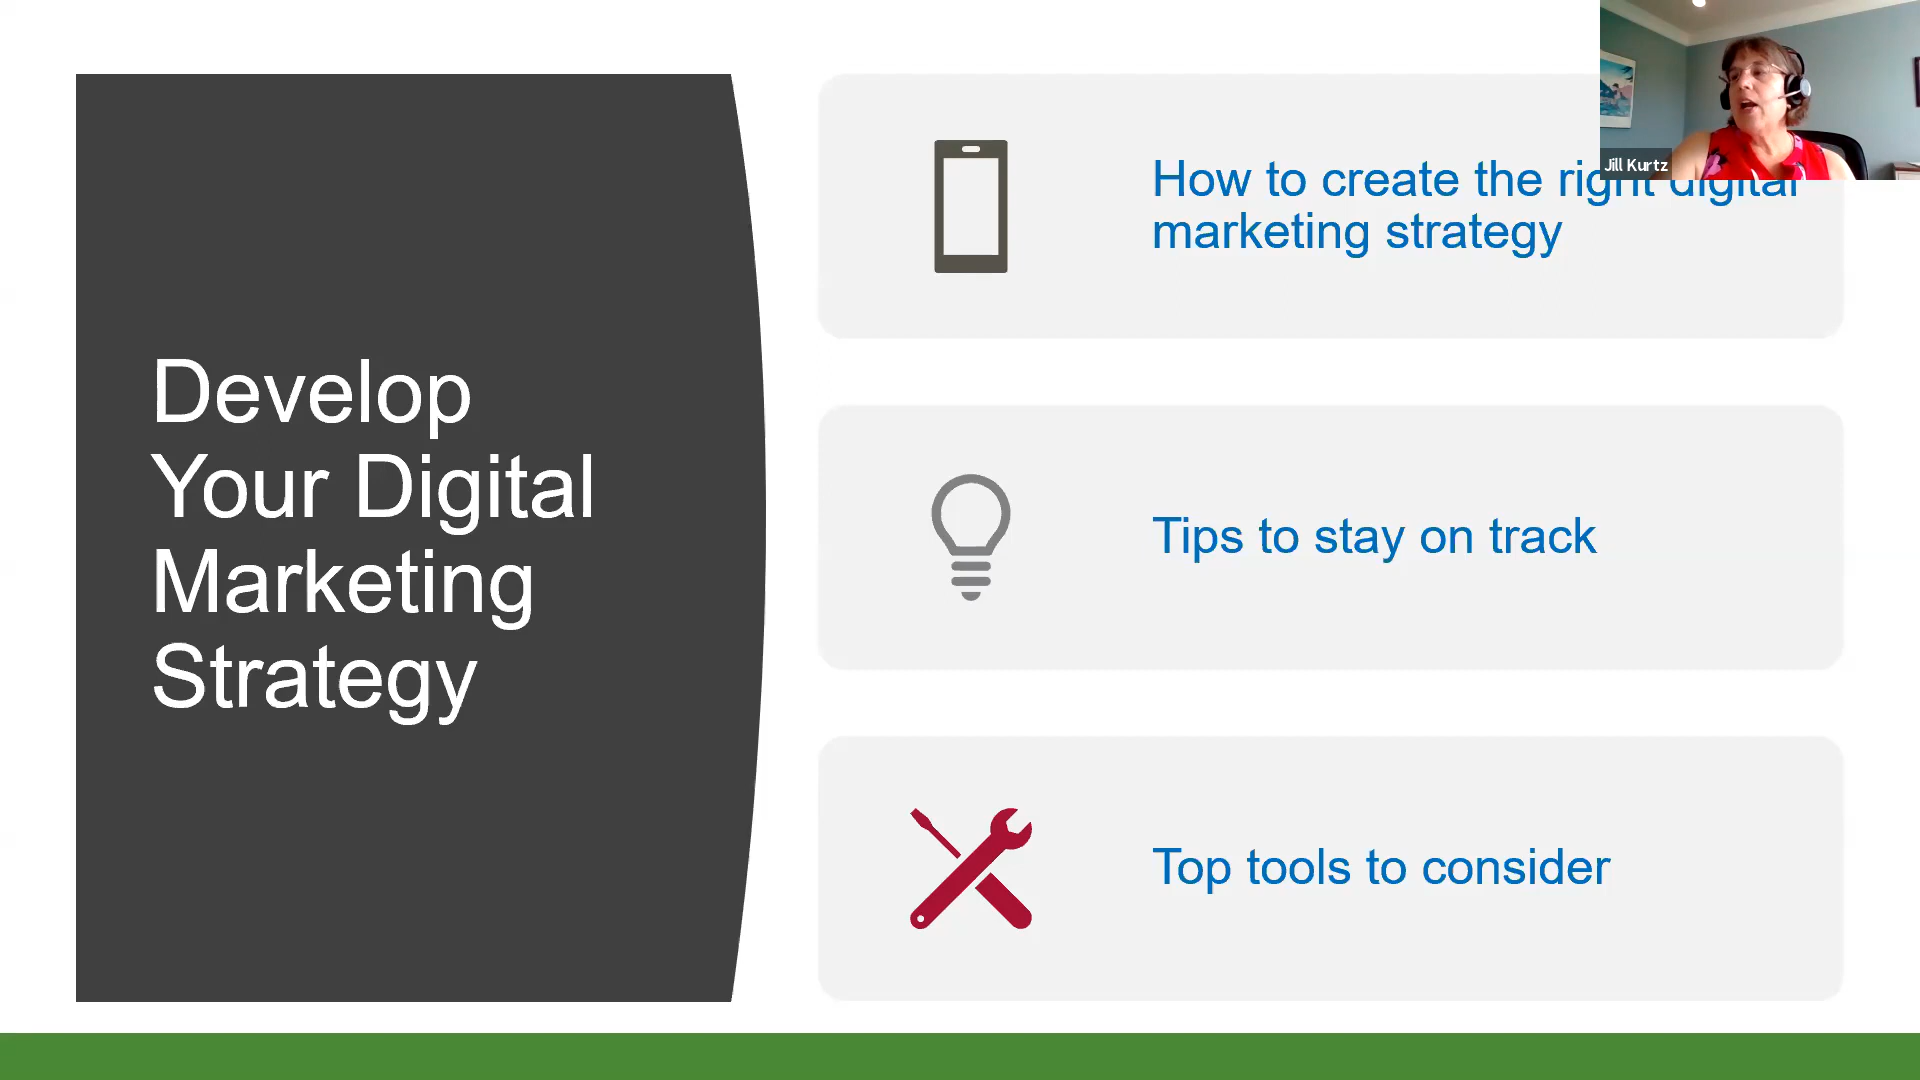 Develop
Your Digital
Marketing
Strategy
How to create the right digital
marketing strategy
Tips to stay on track
Top tools to consider
Jill Kurtz